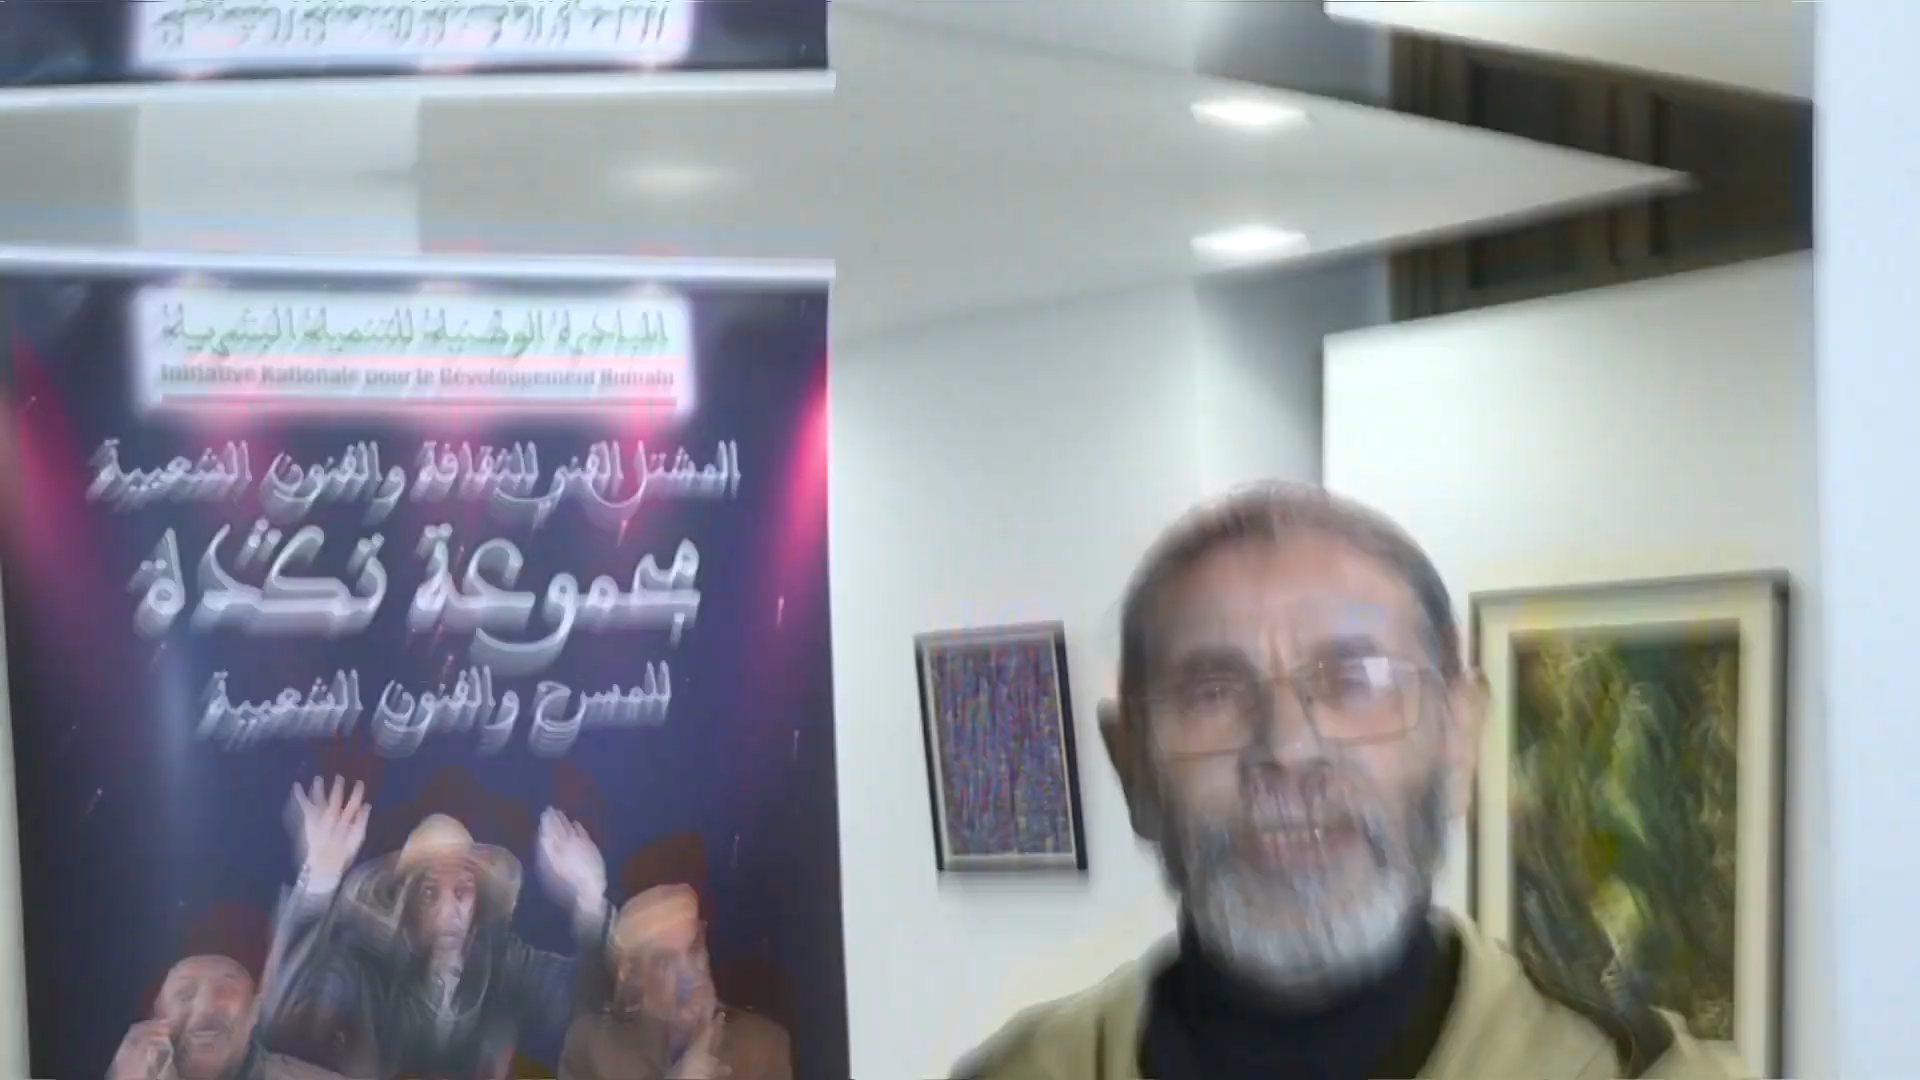 المبادرة الوطنية للتنمية البشرية
Initiative Nationale pour le Développement Humain
المشتل الفني للثقافة والفنون الشعبية
مجموعة تكدة
للمسرح والفنون الشعبية